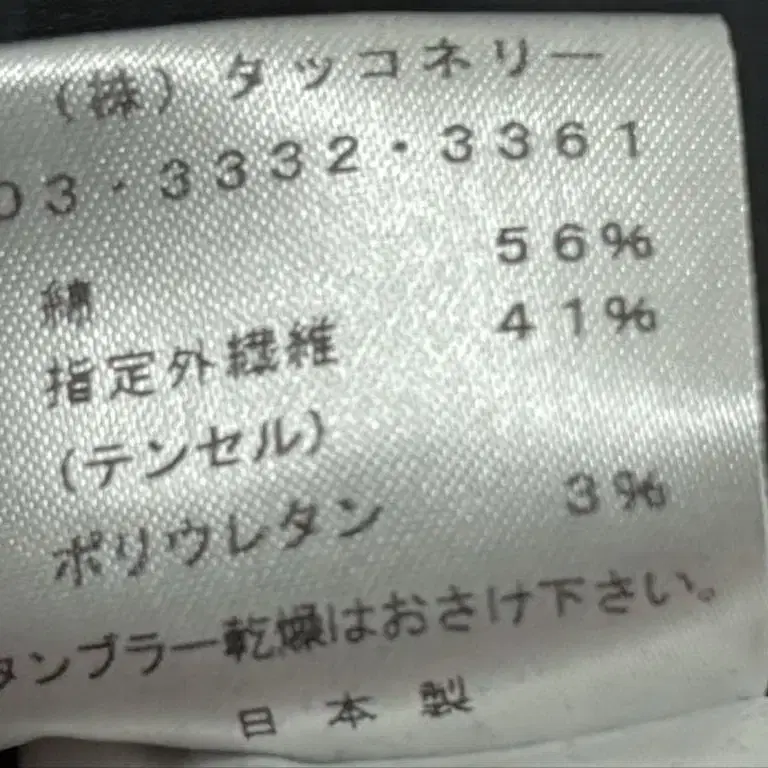 (株) タッコネリー
03・3332・3361
綿 56%
指定外繊維 41%
(テンセル)
ポリウレタン 3%
タンブラー乾燥はおさけ下さい。
日本製